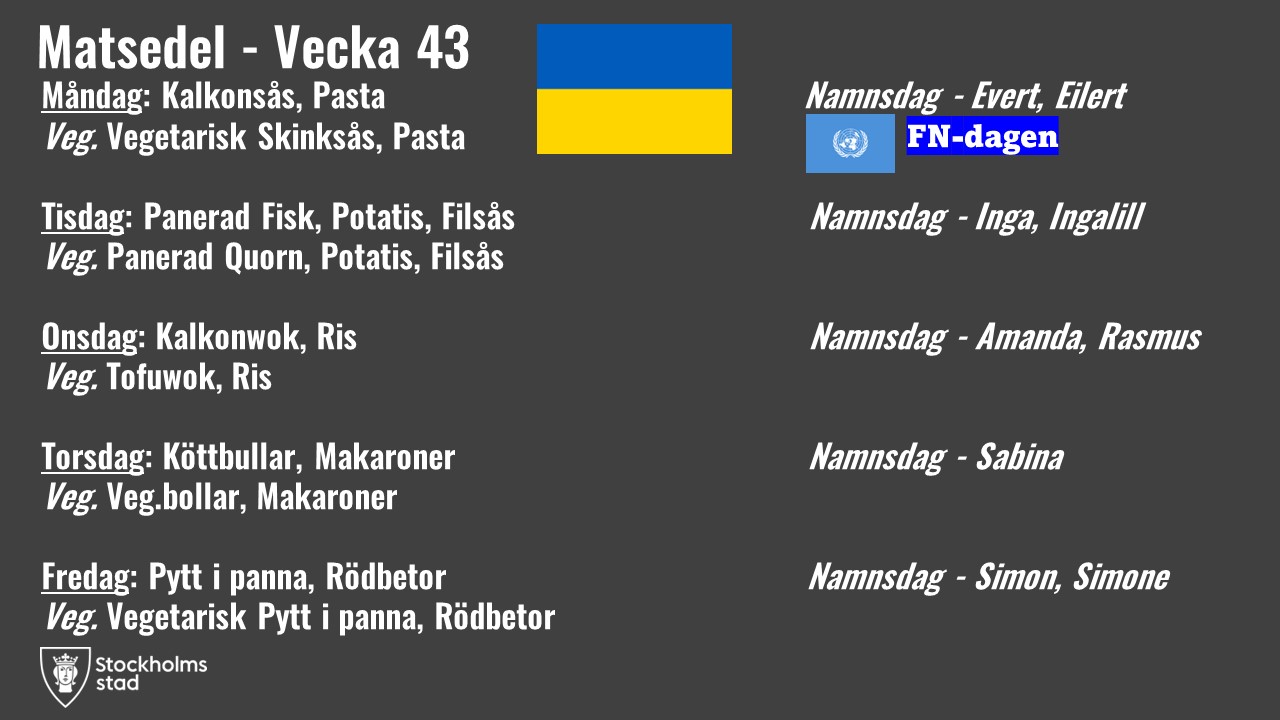 Matsedel - Vecka 43
Måndag: Kalkonsås, Pasta
Veg. Vegetarisk Skinksås, Pasta
Namnsdag - Evert, Eilert
FN-dagen
Tisdag: Panerad Fisk, Potatis, Filsås
Veg. Panerad Quorn, Potatis, Filsås
Namnsdag - Inga, Ingalill
Onsdag: Kalkonwok, Ris
Veg. Tofuwok, Ris
Namnsdag - Amanda, Rasmus
Torsdag: Köttbullar, Makaroner
Veg. Veg.bollar, Makaroner
Namnsdag - Sabina
Fredag: Pytt i panna, Rödbetor
Veg. Vegetarisk Pytt i panna, Rödbetor
Namnsdag - Simon, Simone
Stockholms
stad